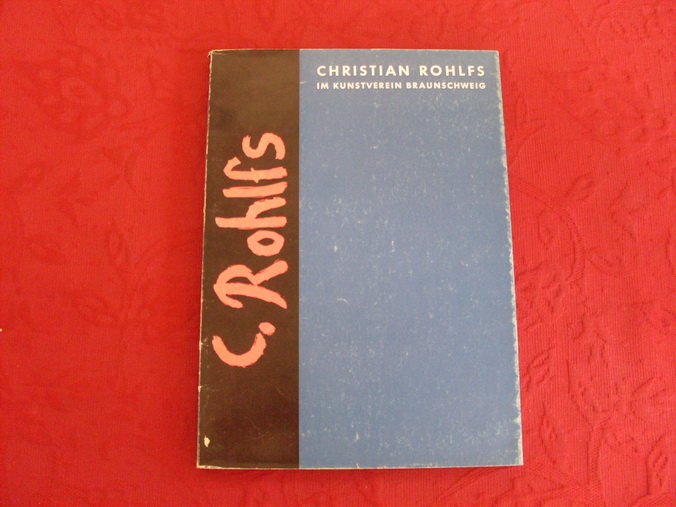 CHRISTIAN ROHLFS
IM KUNSTVEREIN BRAUNSCHWEIG
C. Rohlfs